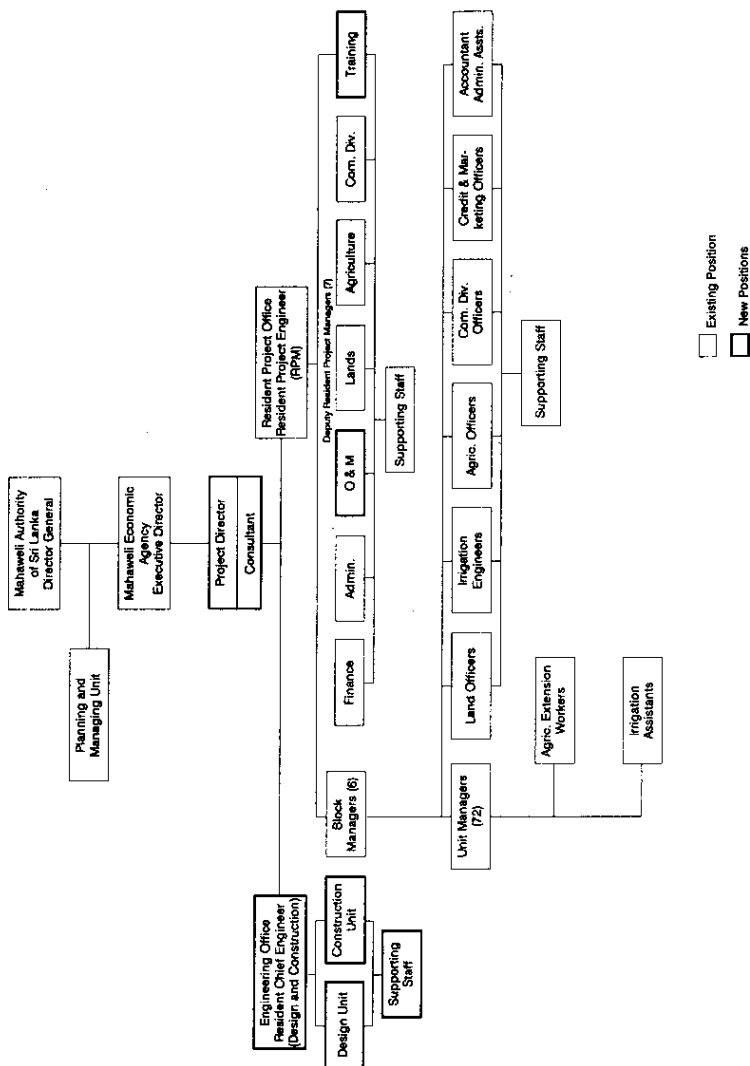 Mahaweli Authority
of Sri Lanka
Director General
Planning and
Managing Unit
Mahaweli Economic
Agency
Executive Director
Project Director
Consultant
Engineering Office
Resident Chief Engineer
(Design and Construction)
Design Unit
Construction
Unit
Supporting
Staff
Resident Project Office
Resident Project Engineer
(RPM)
Deputy Resident Project Managers (7)
Block
Managers (6)
Finance
Admin.
O & M
Lands
Agriculture
Com. Div.
Training
Supporting Staff
Unit Managers
(72)
Land Officers
Irrigation
Engineers
Agric. Officers
Com. Div.
Officers
Credit & Mar-
keting Officers
Accountant
Admin. Assts.
Supporting Staff
Agric. Extension
Workers
Irrigation
Assistants
Existing Position
New Positions